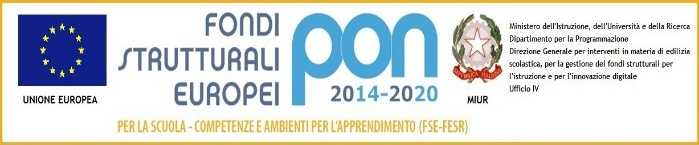 FONDI
STRUTTURALI
EUROPEI
pon
2014-2020
UNIONE EUROPEA
MIUR
Ministero dell'Istruzione, dell'Università e della Ricerca
Dipartimento per la Programmazione
Direzione Generale per interventi in materia di edilizia
scolastica, per la gestione dei fondi strutturali per
l'istruzione e per l'innovazione digitale
Ufficio IV
PER LA SCUOLA - COMPETENZE E AMBIENTI PER L'APPRENDIMENTO (FSE-FESR)